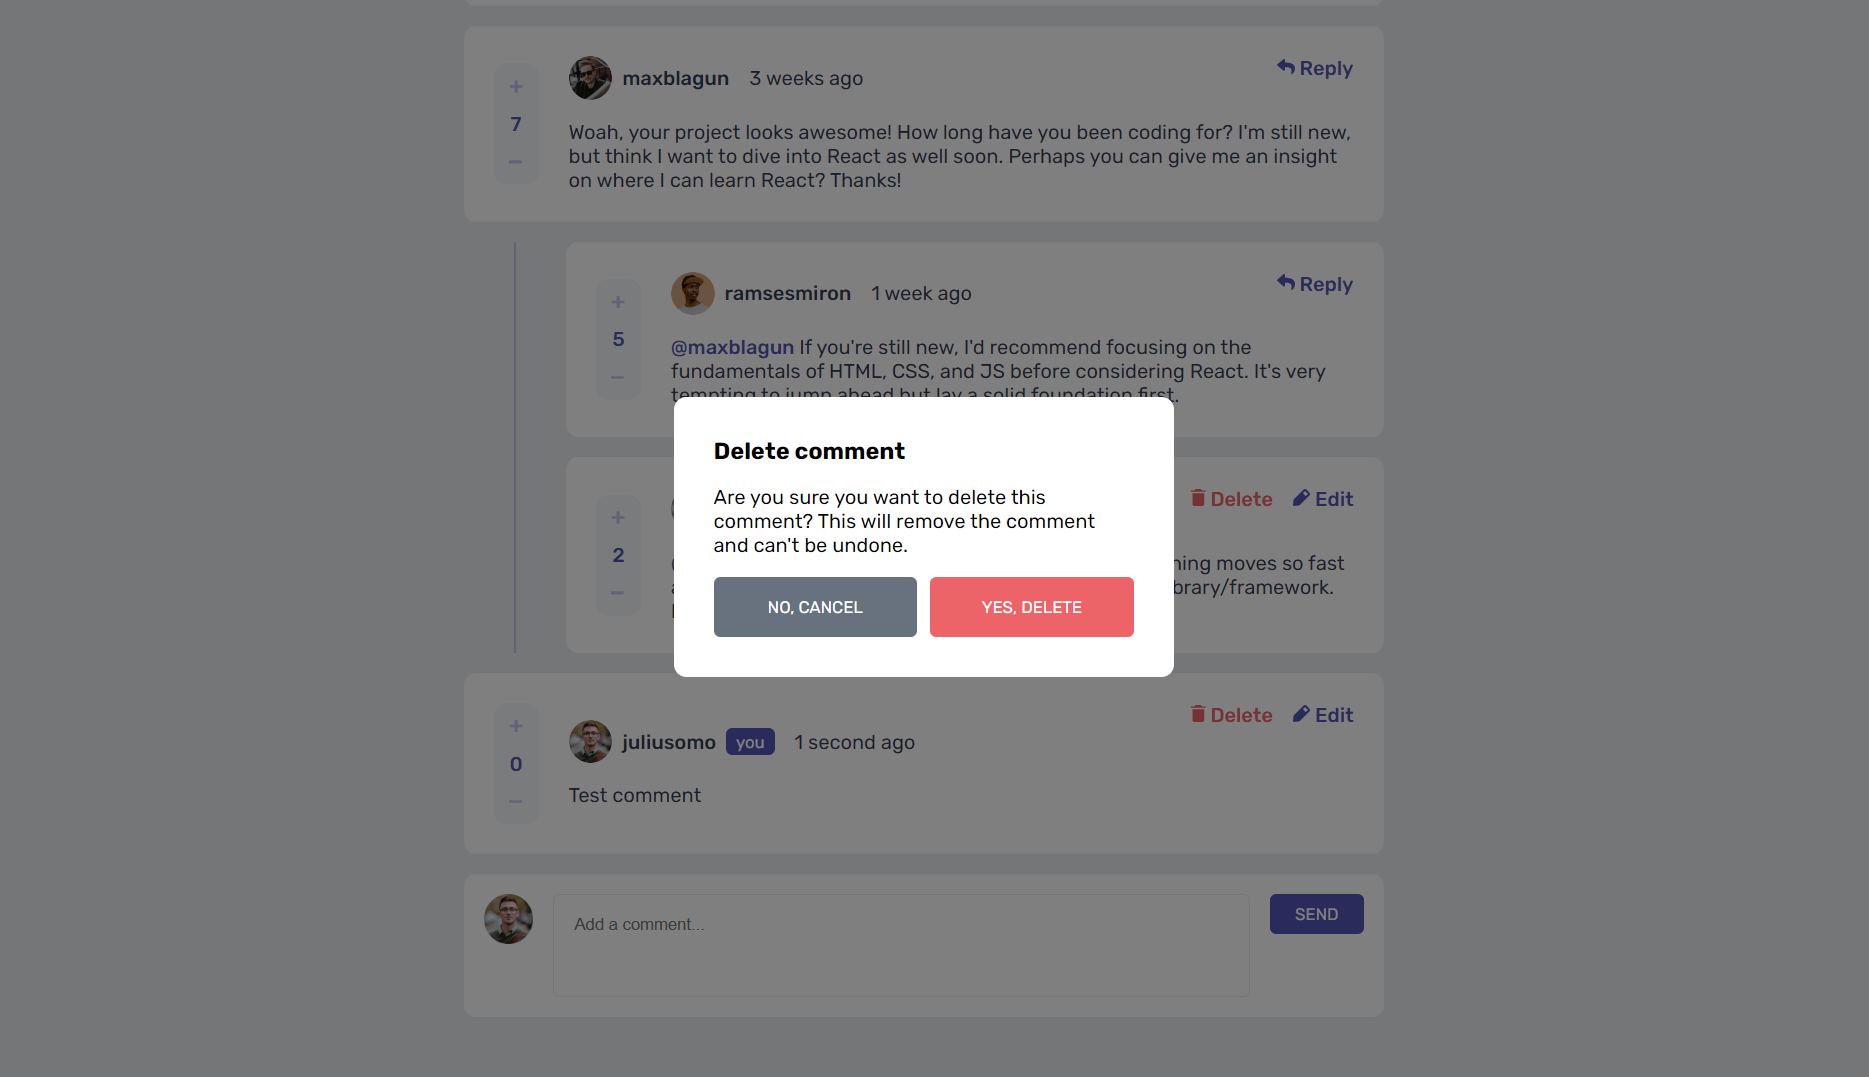 +
7
−
maxblagun 3 weeks ago
Reply
Woah, your project looks awesome! How long have you been coding for? I'm still new,
but think I want to dive into React as well soon. Perhaps you can give me an insight
on where I can learn React? Thanks!
+
5
−
ramsesmiron 1 week ago
Reply
@maxblagun If you're still new, I'd recommend focusing on the
fundamentals of HTML, CSS, and JS before considering React. It's very
tempting to jump ahead but lay a solid foundation first.
+
2
−
Delete Edit
moves so fast
Delete comment
Are you sure you want to delete this
comment? This will remove the comment
and can't be undone.
NO, CANCEL
YES, DELETE
+
0
−
juliusomo you 1 second ago
Delete Edit
Test comment
Add a comment...
SEND